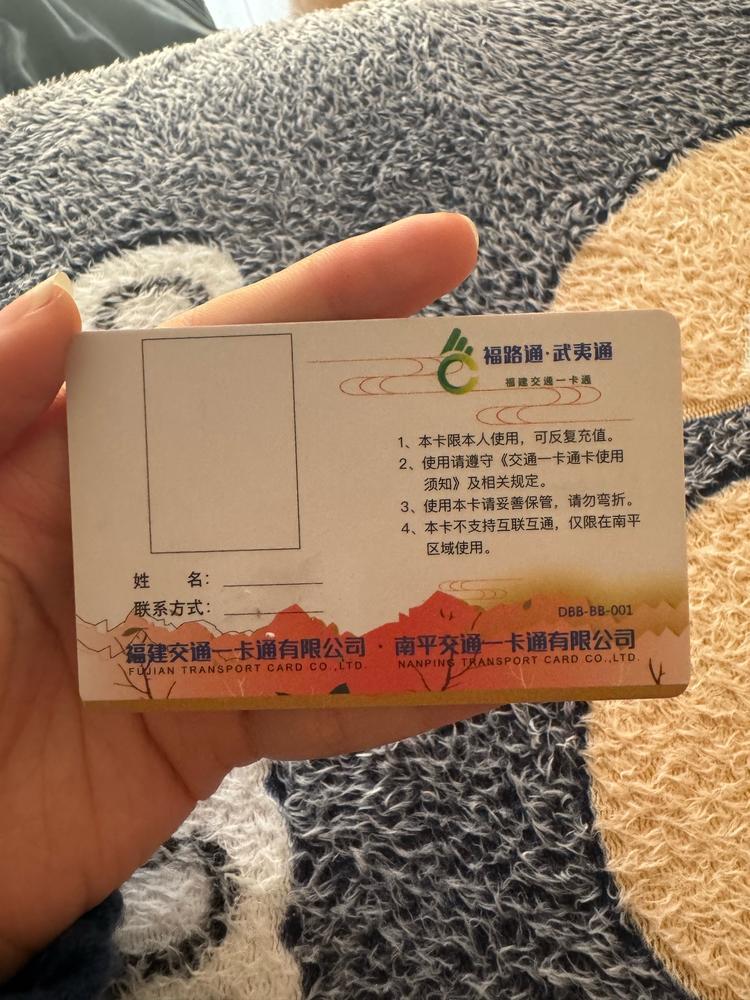 福路通·武夷通
福建交通一卡通
1、本卡限本人使用，可反复充值。
2、使用请遵守《交通一卡通卡使用
须知》及相关规定。
3、使用本卡请妥善保管，请勿弯折。
4、本卡不支持互联互通，仅限在南平
区域使用。
姓　名：
联系方式：
DBB-BB-001
福建交通一卡通有限公司 · 南平交通一卡通有限公司
FUJIAN TRANSPORT CARD CO.,LTD. NANPING TRANSPORT CARD CO.,LTD.